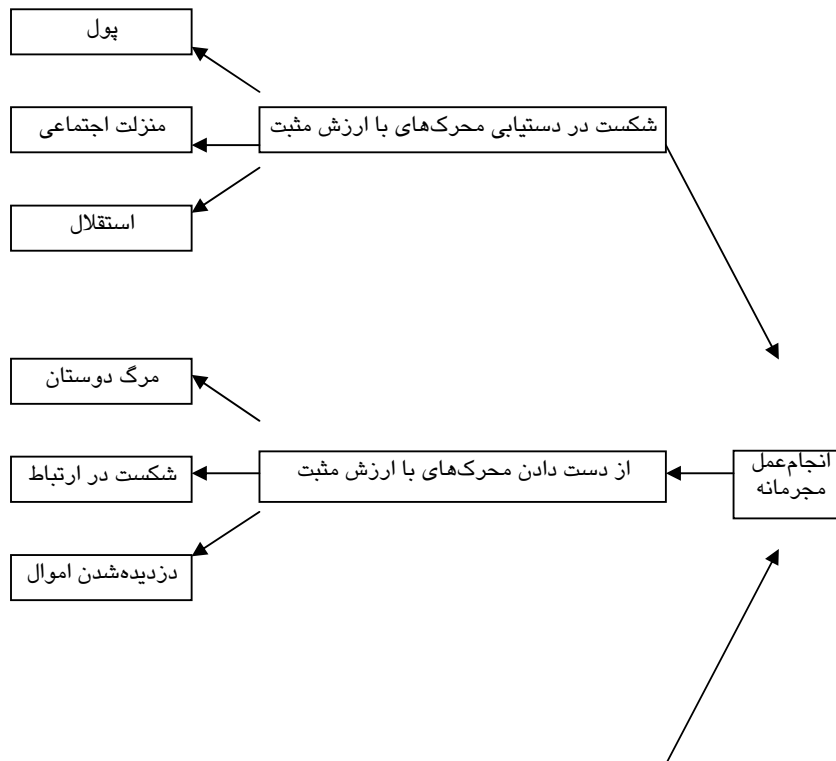 پول
شکست در دستیابی محرک‌های با ارزش مثبت
منزلت اجتماعی
استقلال
مرگ دوستان
از دست دادن محرک‌های با ارزش مثبت
شکست در ارتباط
دزدیده‌شدن اموال
انجام‌عمل
مجرمانه